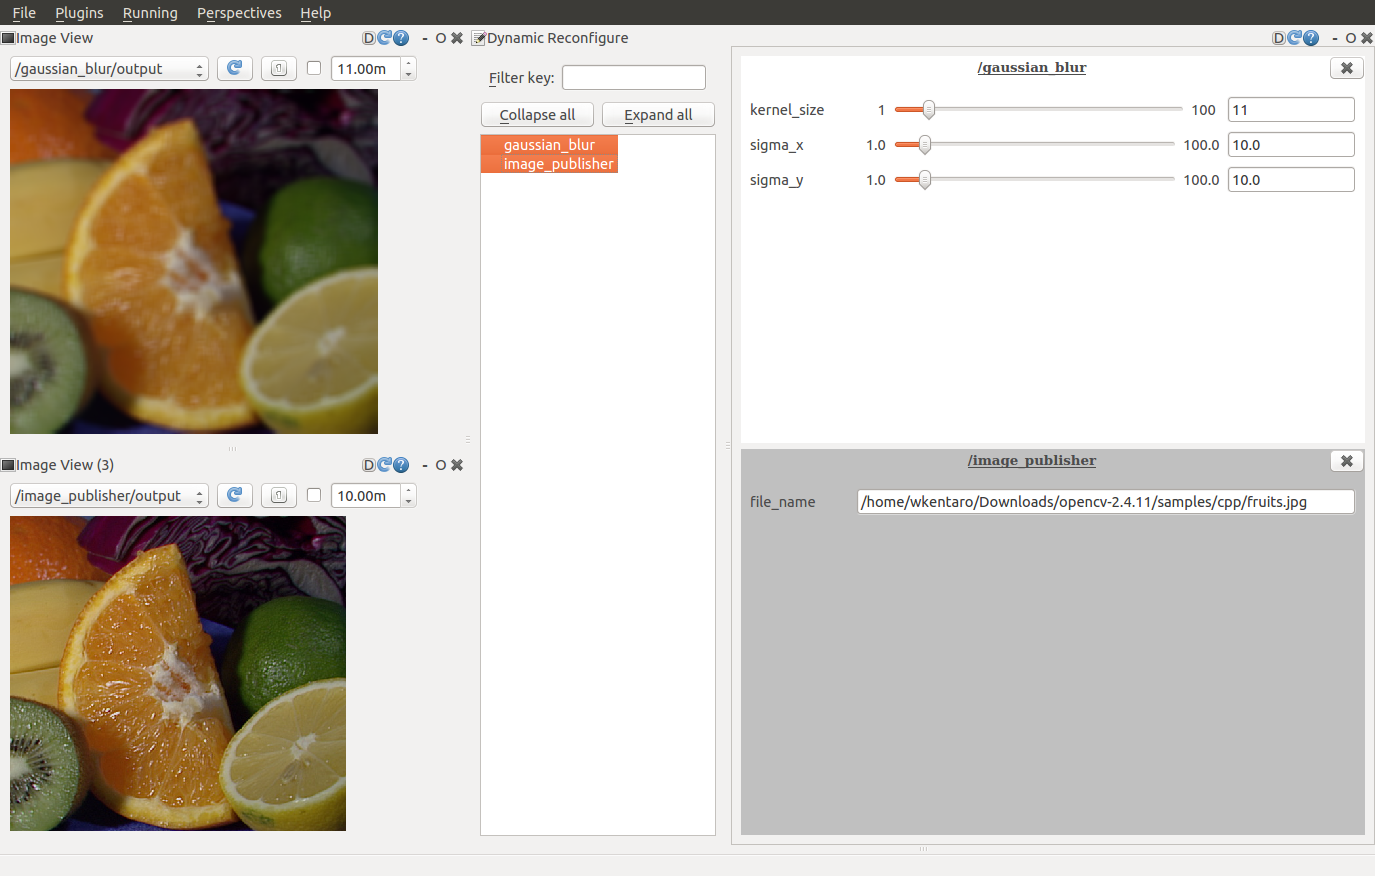 File Plugins Running Perspectives Help
Image View D - O
/gaussian_blur/output 11.00m
Image View (3) D - O
/image_publisher/output 10.00m
Dynamic Reconfigure D - O
Filter key:
Collapse all Expand all
gaussian_blur
image_publisher
/gaussian_blur
kernel_size 1 100 11
sigma_x 1.0 100.0 10.0
sigma_y 1.0 100.0 10.0
/image_publisher
file_name /home/wkentaro/Downloads/opencv-2.4.11/samples/cpp/fruits.jpg